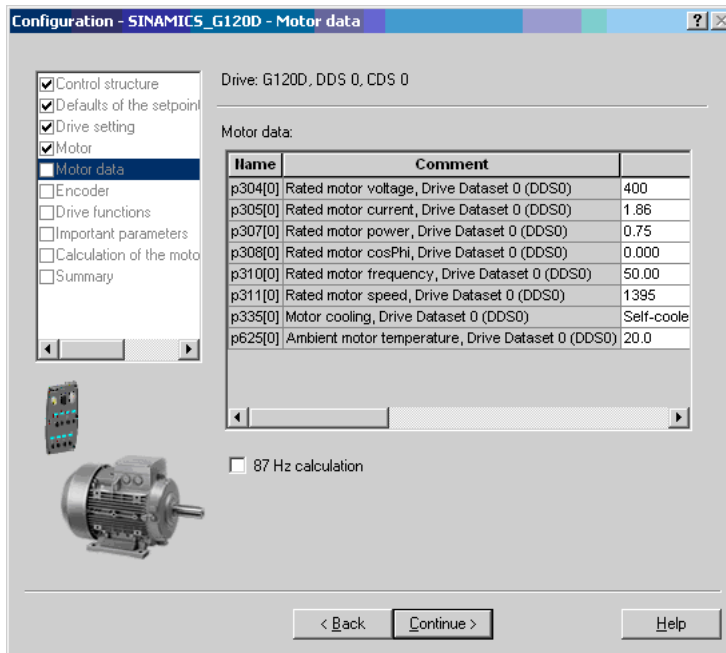 Configuration - SINAMICS_G120D - Motor data
Control structure
Defaults of the setpoint
Drive setting
Motor
Motor data
Encoder
Drive functions
Important parameters
Calculation of the moto
Summary
Drive: G120D, DDS 0, CDS 0
Motor data:
Name Comment
p304[0] Rated motor voltage, Drive Dataset 0 (DDS0) 400
p305[0] Rated motor current, Drive Dataset 0 (DDS0) 1.86
p307[0] Rated motor power, Drive Dataset 0 (DDS0) 0.75
p308[0] Rated motor cosPhi, Drive Dataset 0 (DDS0) 0.000
p310[0] Rated motor frequency, Drive Dataset 0 (DDS0) 50.00
p311[0] Rated motor speed, Drive Dataset 0 (DDS0) 1395
p335[0] Motor cooling, Drive Dataset 0 (DDS0) Self-coole
p625[0] Ambient motor temperature, Drive Dataset 0 (DDS0) 20.0
87 Hz calculation
< Back Continue > Help